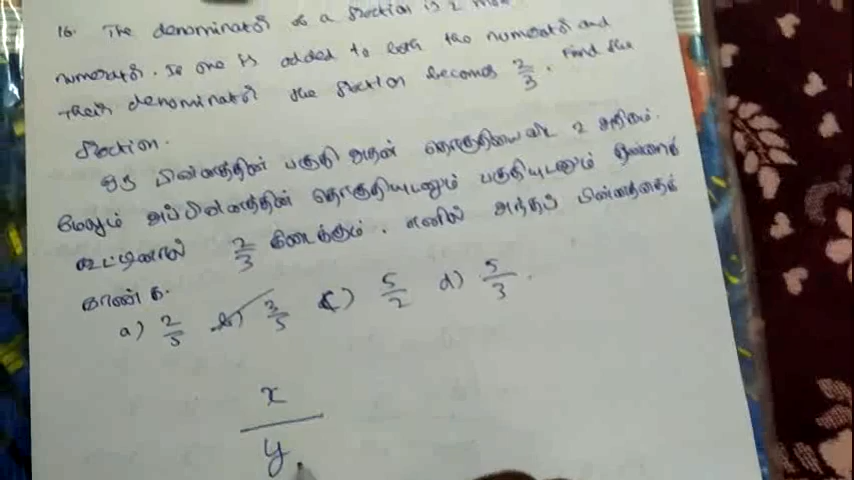 16. The denominator of a fraction is 2 more
numerator. If one is added to both the numerator and
their denominator the fraction becomes 2/3. Find the
fraction.
ஒரு பின்னத்தின் பகுதி அதன் தொகுதியைவிட 2 அதிகம்.
மேலும் அப்பின்னத்தின் தொகுதியுடனும் பகுதியுடனும் ஒன்றைக்
கூட்டினால் 2/3 கிடைக்கும். எனில் அந்தப் பின்னத்தைக்
காண்க.
a) 2/5 b) 3/5 c) 5/2 d) 5/3.
x
y